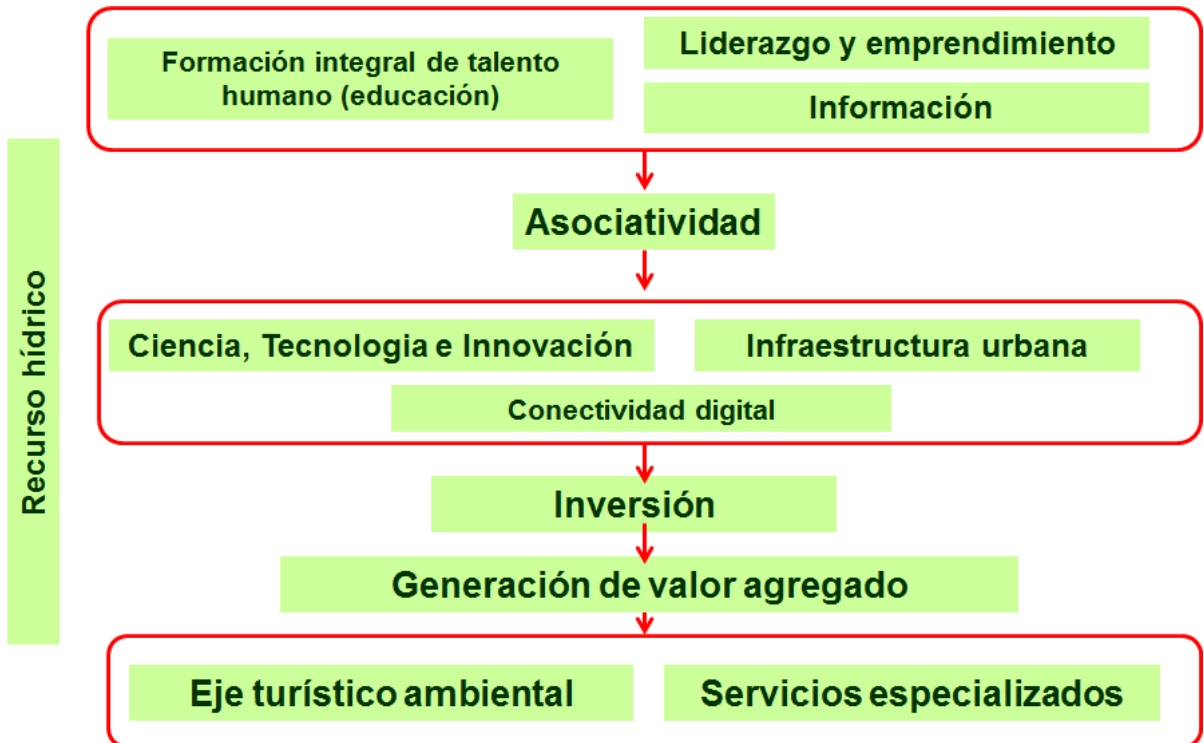 Formación integral de talento
humano (educación)
Liderazgo y emprendimiento
Información
Recurso hídrico
Asociatividad
Ciencia, Tecnologia e Innovación
Infraestructura urbana
Conectividad digital
Inversión
Generación de valor agregado
Eje turístico ambiental
Servicios especializados